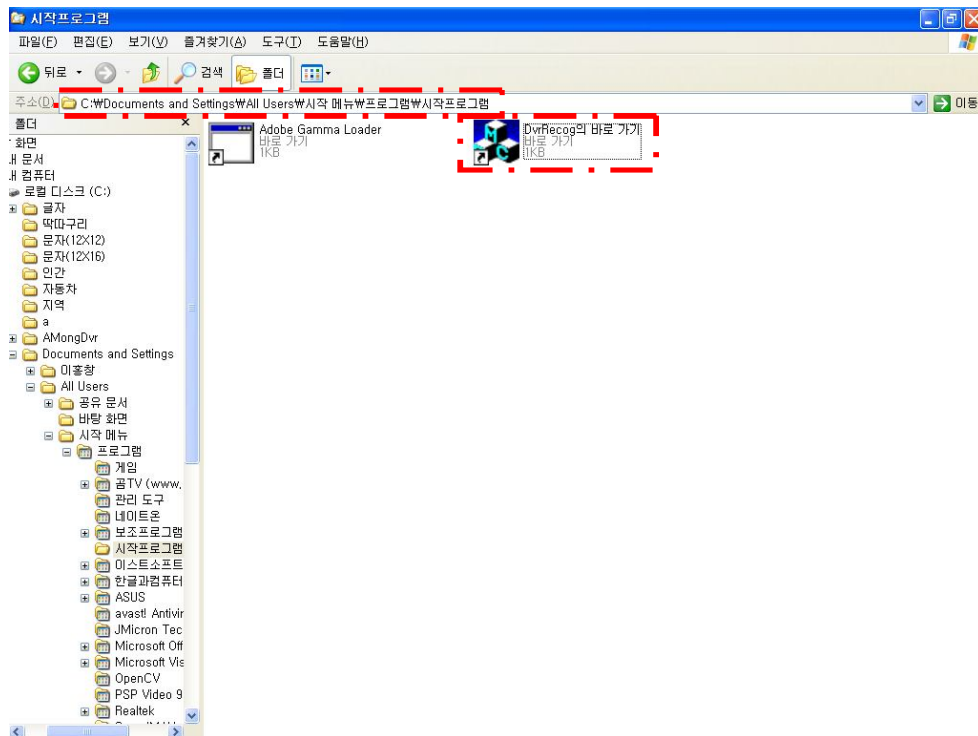 시작프로그램
파일(F) 편집(E) 보기(V) 즐겨찾기(A) 도구(T) 도움말(H)
뒤로 검색 폴더
주소(D) C:₩Documents and Settings₩All Users₩시작 메뉴₩프로그램₩시작프로그램 이동
폴더
화면
내 문서
내 컴퓨터
로컬 디스크 (C:)
글자
딱따구리
문자(12X12)
문자(12X16)
인간
자동차
지역
a
AMongDvr
Documents and Settings
이홍창
All Users
공유 문서
바탕 화면
시작 메뉴
프로그램
게임
곰TV (www,
관리 도구
네이트온
보조프로그램
시작프로그램
이스트소프트
한글과컴퓨터
ASUS
avast! Antivir
JMicron Tec
Microsoft Off
Microsoft Vis
OpenCV
PSP Video 9
Realtek
Adobe Gamma Loader
바로 가기
1KB
DvrRecog의 바로 가기
바로 가기
1KB